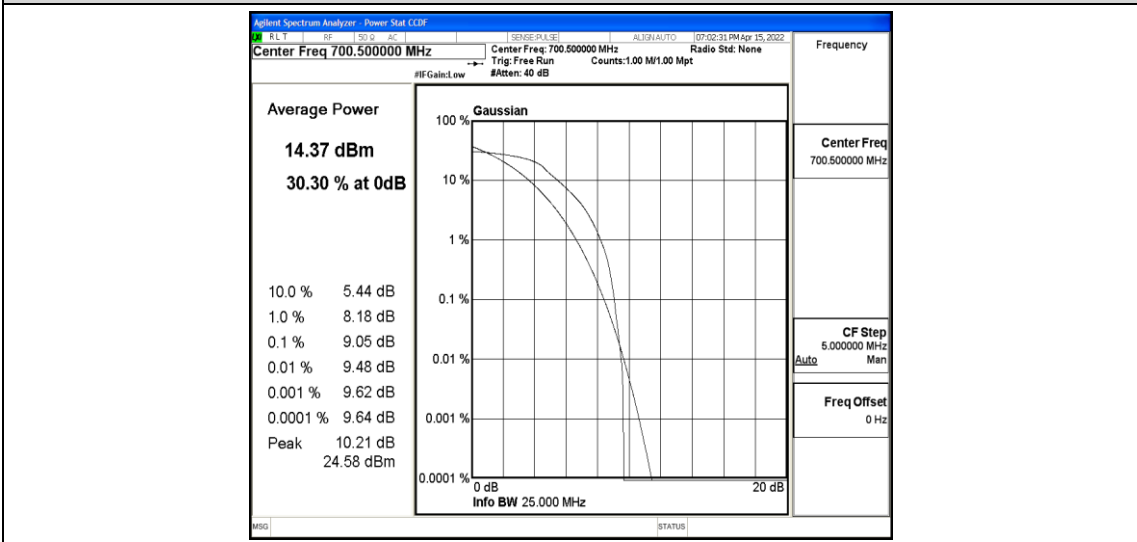 Agilent Spectrum Analyzer - Power Stat CCDF
LXI RLT RF 50 Ω AC SENSE:PULSE ALIGN AUTO 07:02:31 PM Apr 15, 2022
Center Freq 700.500000 MHz
Center Freq: 700.500000 MHz Radio Std: None
Trig: Free Run Counts:1.00 M/1.00 Mpt
#IFGain:Low #Atten: 40 dB
Average Power
14.37 dBm
30.30 % at 0dB
10.0 % 5.44 dB
1.0 % 8.18 dB
0.1 % 9.05 dB
0.01 % 9.48 dB
0.001 % 9.62 dB
0.0001 % 9.64 dB
Peak 10.21 dB
24.58 dBm
Gaussian
100 %
10 %
1 %
0.1 %
0.01 %
0.001 %
0.0001 %
0 dB 20 dB
Info BW 25.000 MHz
Frequency
Center Freq
700.500000 MHz
CF Step
5.000000 MHz
Auto Man
Freq Offset
0 Hz
MSG STATUS